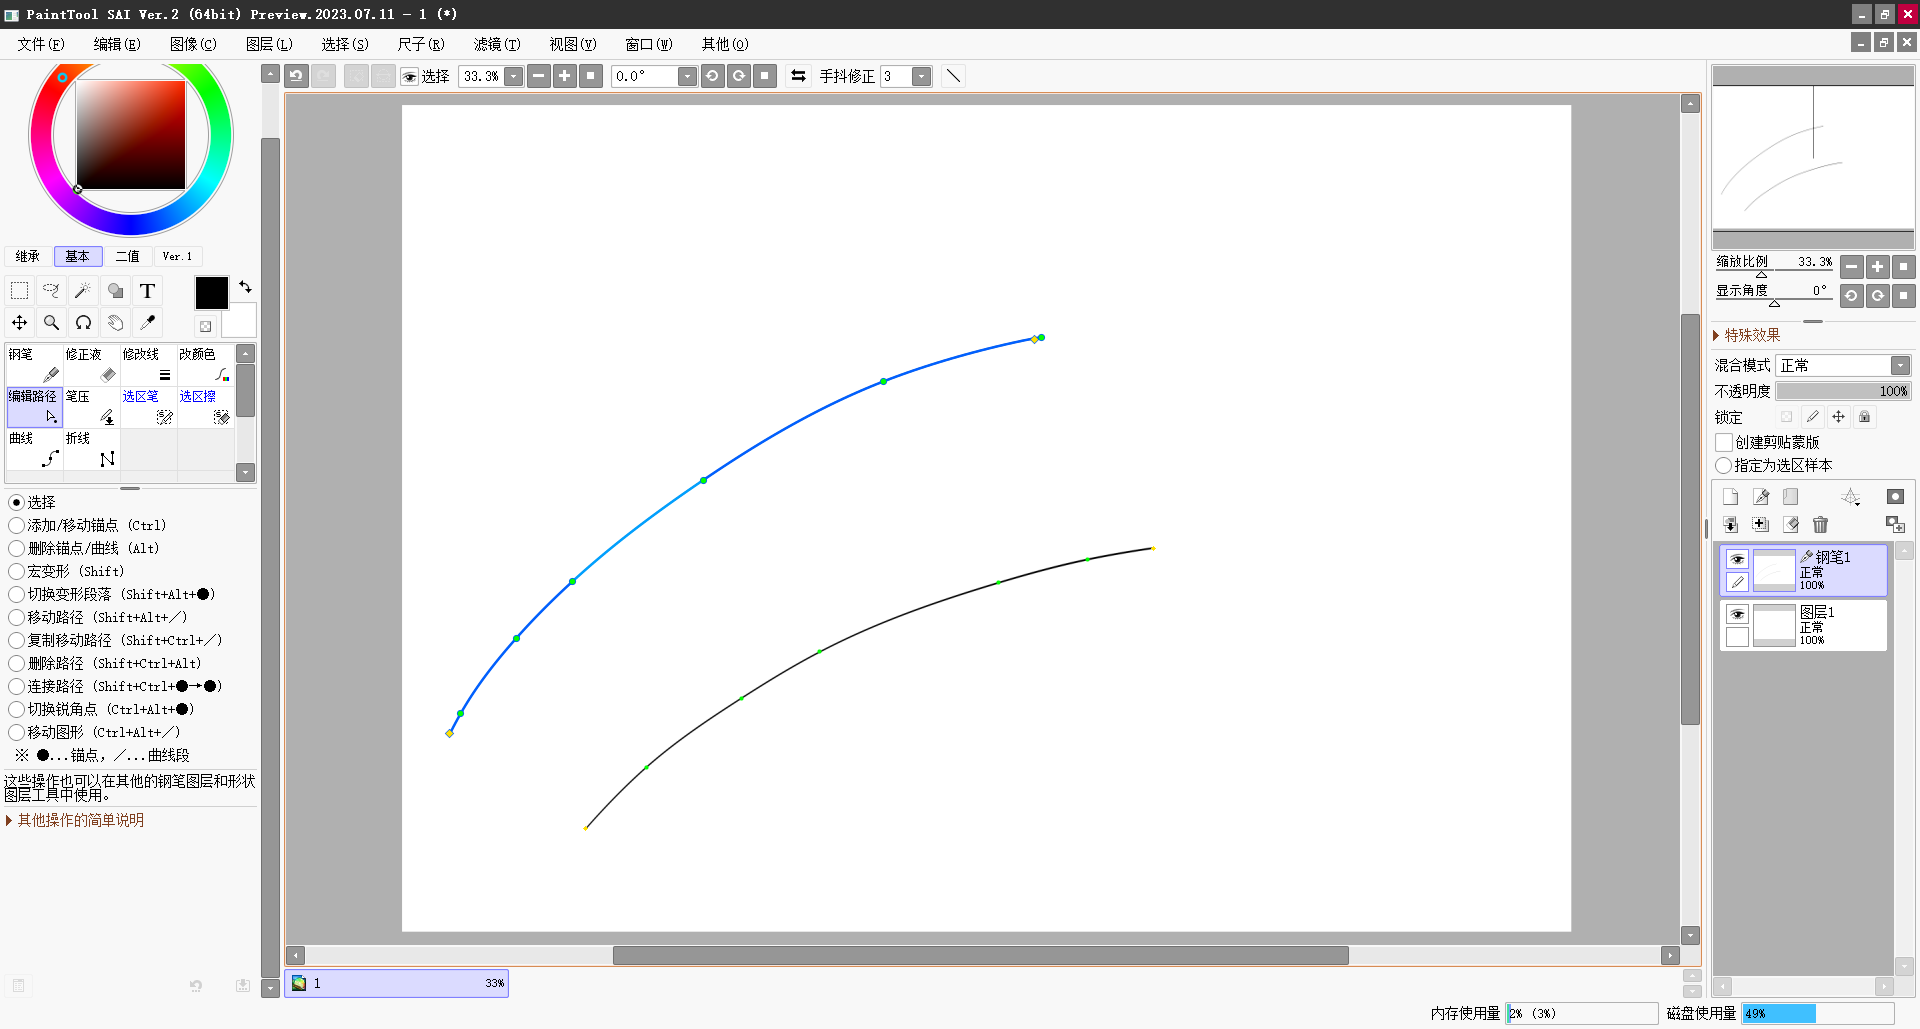 PaintTool SAI Ver.2 (64bit) Preview.2023.07.11 - 1 (*)
文件(F) 编辑(E) 图像(C) 图层(L) 选择(S) 尺子(R) 滤镜(T) 视图(V) 窗口(W) 其他(O)
选择 33.3% 0.0° 手抖修正 3
继承 基本 二值 Ver.1
T
钢笔 修正液 修改线 改颜色
编辑路径 笔压 选区笔 选区擦
曲线 折线
选择
添加/移动锚点 (Ctrl)
删除锚点/曲线 (Alt)
宏变形 (Shift)
切换变形段落 (Shift+Alt+●)
移动路径 (Shift+Alt+／)
复制移动路径 (Shift+Ctrl+／)
删除路径 (Shift+Ctrl+Alt)
连接路径 (Shift+Ctrl+●→●)
切换锐角点 (Ctrl+Alt+●)
移动图形 (Ctrl+Alt+／)
※ ●...锚点，／...曲线段
这些操作也可以在其他的钢笔图层和形状
图层工具中使用。
其他操作的简单说明
1 33%
缩放比例 33.3%
显示角度 0°
特殊效果
混合模式 正常
不透明度 100%
锁定
创建剪贴蒙版
指定为选区样本
钢笔1
正常
100%
图层1
正常
100%
内存使用量 2% (3%) 磁盘使用量 49%